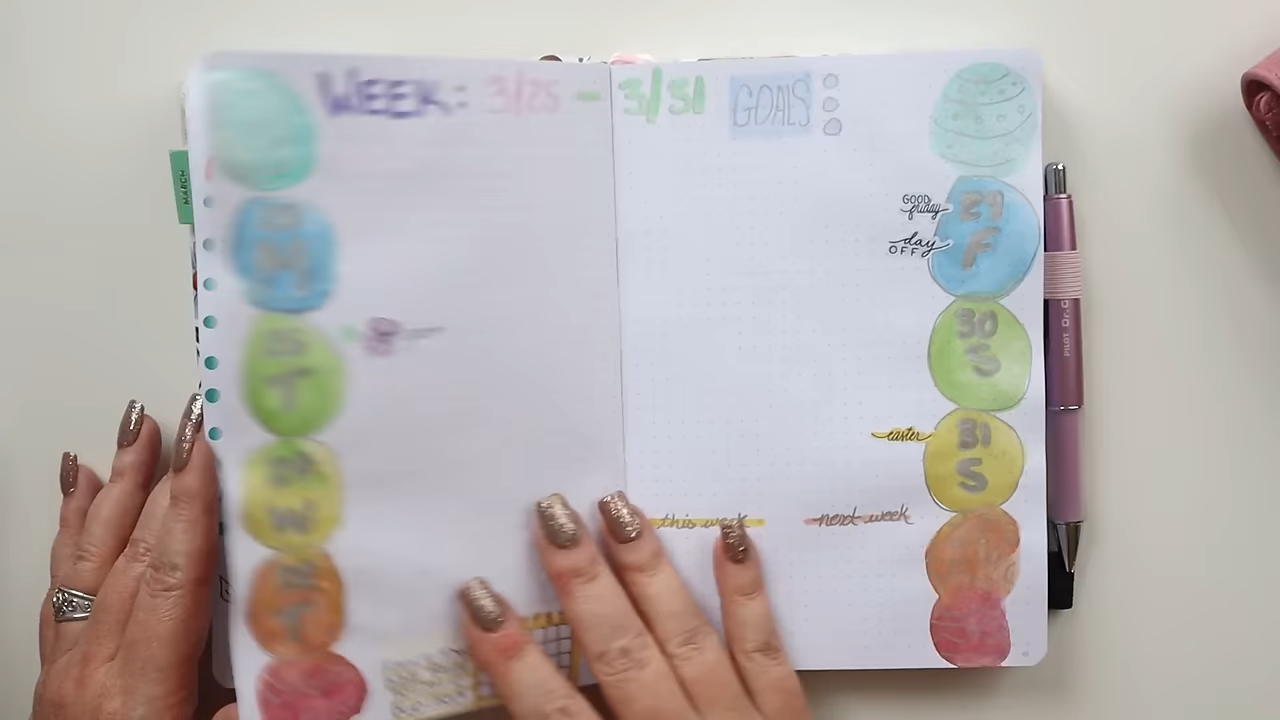 WEEK: 3/25 - 3/31
GOALS
MARCH
M
T
W
T
GOOD friday
day OFF
29
F
30
S
easter
31
S
this week
next week
PILOT Dr.G